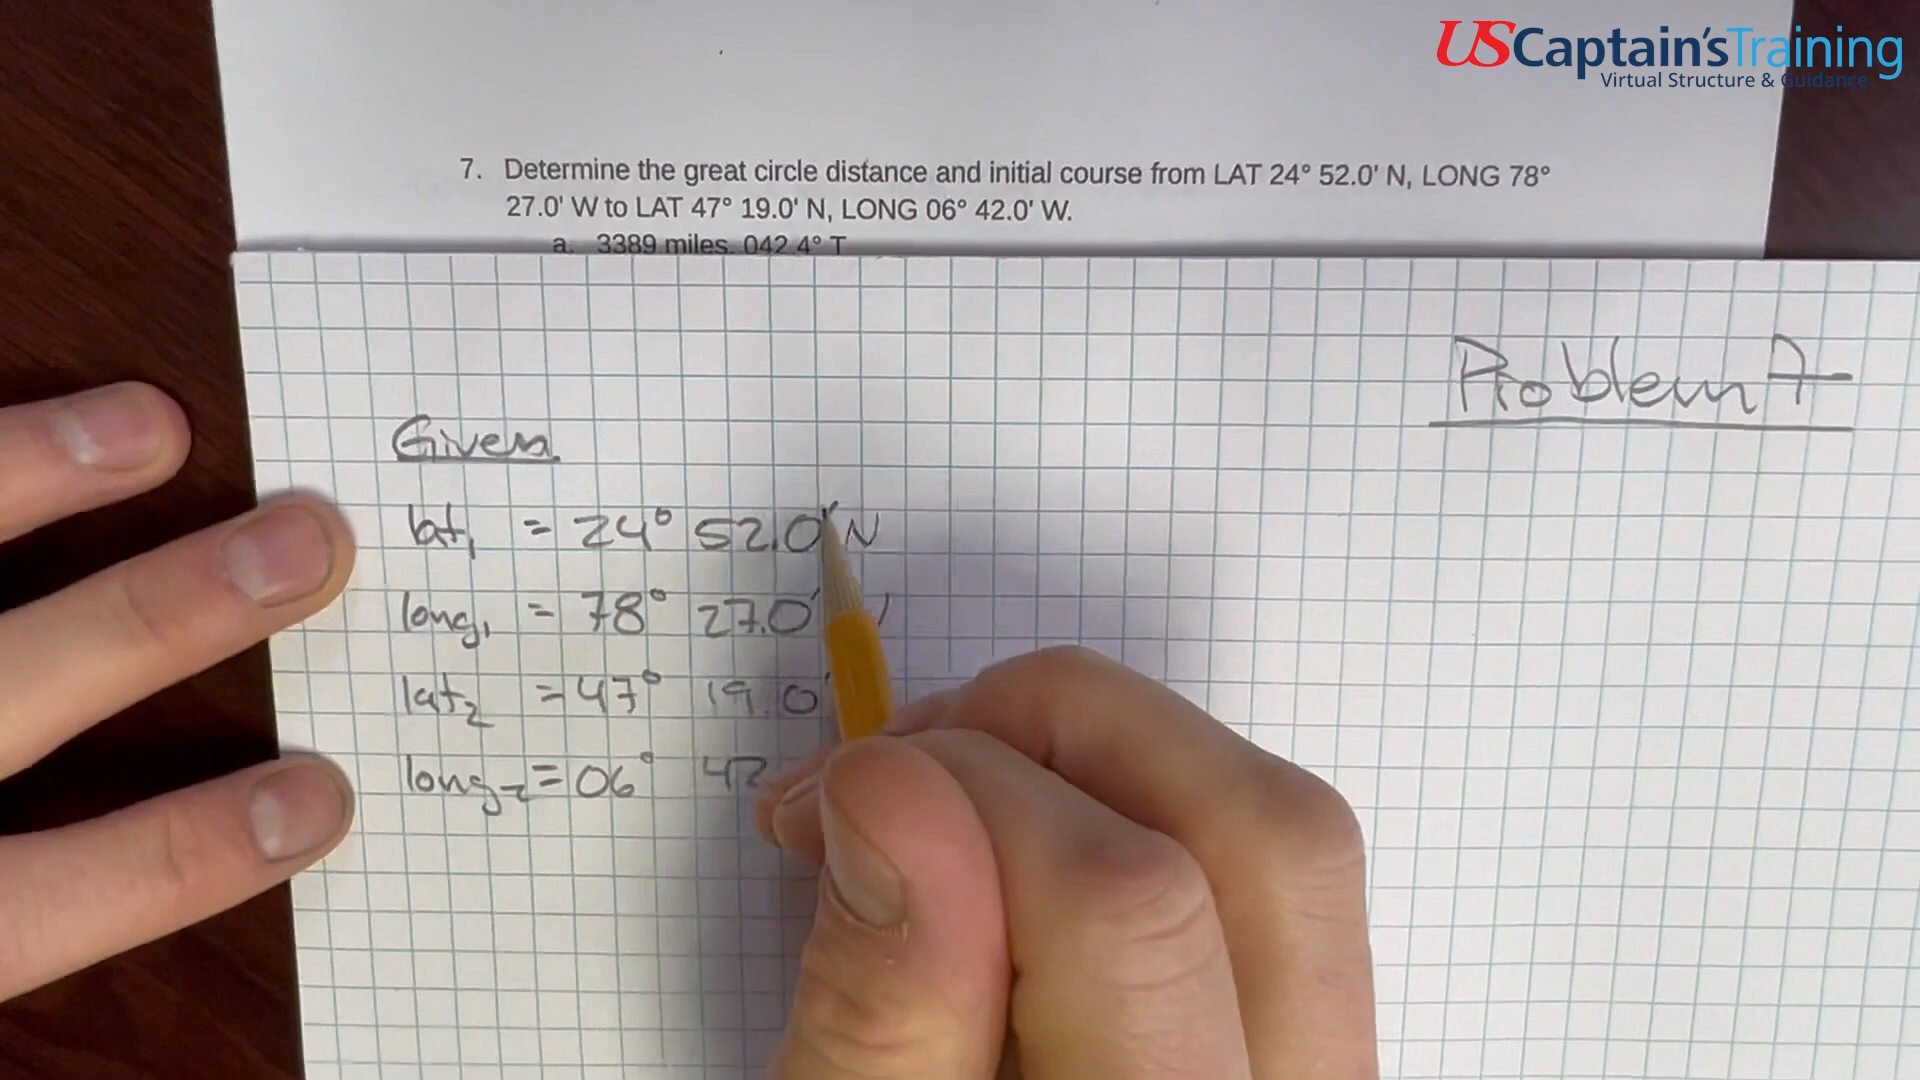 USCaptain'sTraining
Virtual Structure & Guidance
7. Determine the great circle distance and initial course from LAT 24° 52.0' N, LONG 78°
27.0' W to LAT 47° 19.0' N, LONG 06° 42.0' W.
a. 3389 miles, 042.4° T
Problem 7
Given
lat₁ = 24° 52.0' N
long₁ = 78° 27.0'
lat₂ = 47° 19.0'
long₂ = 06° 42